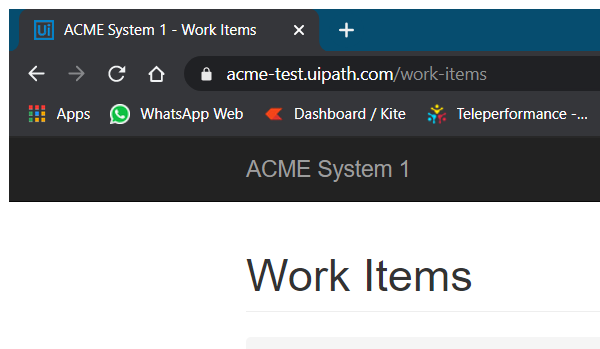 Ui ACME System 1 - Work Items
acme-test.uipath.com/work-items
Apps WhatsApp Web Dashboard / Kite Teleperformance -...
ACME System 1
Work Items